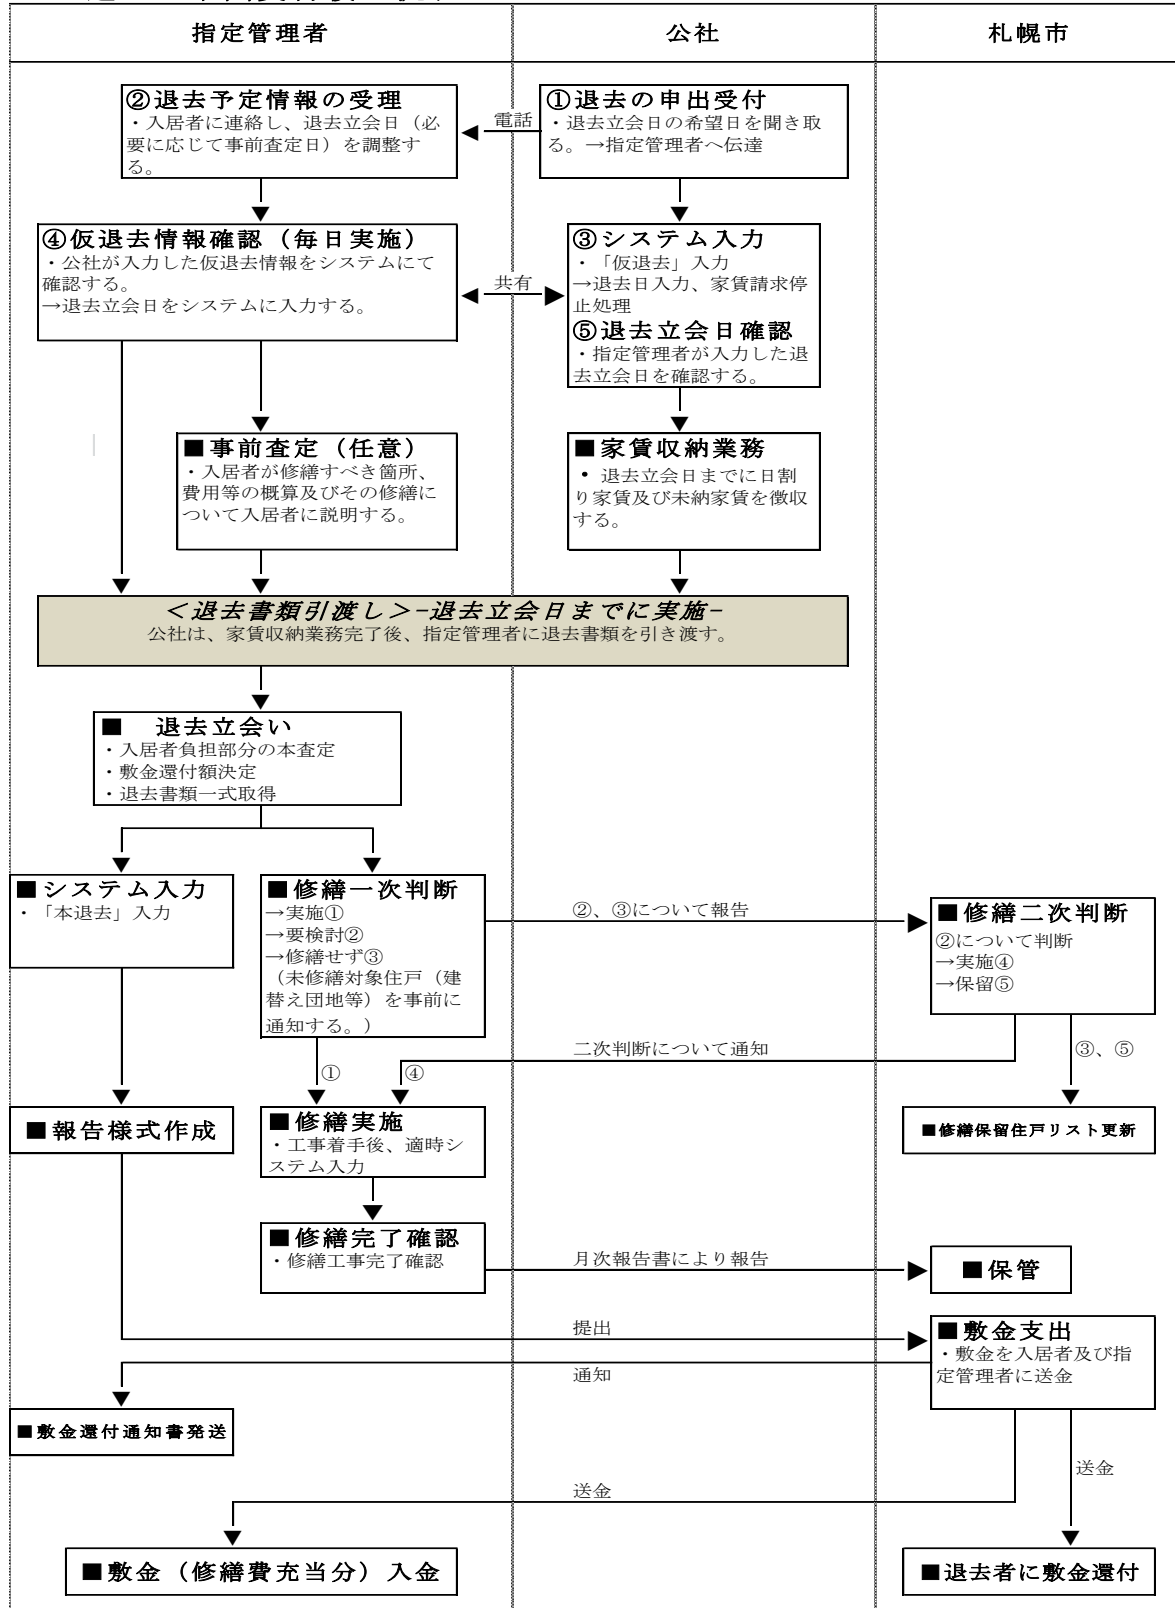 指定管理者
公社
札幌市
②退去予定情報の受理
・入居者に連絡し、退去立会日(必
要に応じて事前査定日)を調整す
る。
電話
①退去の申出受付
・退去立会日の希望日を聞き取
る。→指定管理者へ伝達
④仮退去情報確認(毎日実施)
・公社が入力した仮退去情報をシステムにて
確認する。
→退去立会日をシステムに入力する。
共有
③システム入力
・「仮退去」入力
→退去日入力、家賃請求停
止処理
⑤退去立会日確認
・指定管理者が入力した退
去立会日を確認する。
■事前査定(任意)
・入居者が修繕すべき箇所、
費用等の概算及びその修繕に
ついて入居者に説明する。
■家賃収納業務
• 退去立会日までに日割
り家賃及び未納家賃を徴収
する。
<退去書類引渡し>-退去立会日までに実施-
公社は、家賃収納業務完了後、指定管理者に退去書類を引き渡す。
■ 退去立会い
・入居者負担部分の本査定
・敷金還付額決定
・退去書類一式取得
■システム入力
・「本退去」入力
■修繕一次判断
→実施①
→要検討②
→修繕せず③
(未修繕対象住戸(建
替え団地等)を事前に
通知する。)
②、③について報告
■修繕二次判断
②について判断
→実施④
→保留⑤
二次判断について通知
③、⑤
①
④
■報告様式作成
■修繕実施
・工事着手後、適時シ
ステム入力
■修繕保留住戸リスト更新
■修繕完了確認
・修繕工事完了確認
月次報告書により報告
■保管
提出
■敷金支出
・敷金を入居者及び指
定管理者に送金
通知
■敷金還付通知書発送
送金
送金
■敷金(修繕費充当分)入金
■退去者に敷金還付